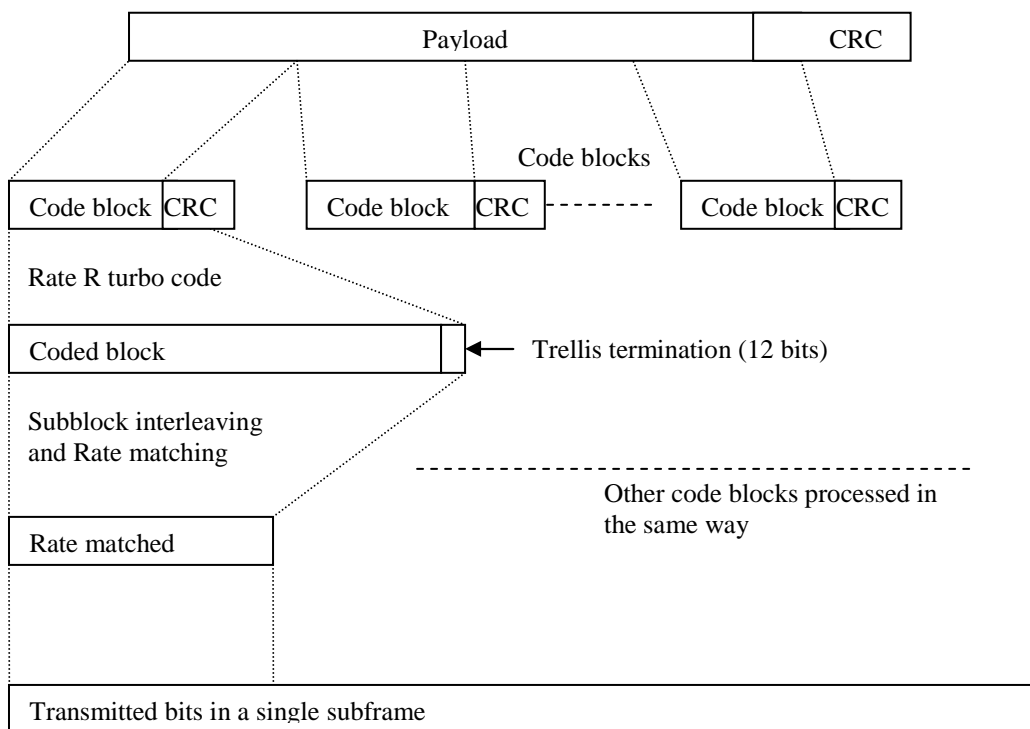 Payload
CRC
Code blocks
Code block
CRC
Code block
CRC
Code block
CRC
Rate R turbo code
Coded block
Trellis termination (12 bits)
Subblock interleaving
and Rate matching
Other code blocks processed in
the same way
Rate matched
Transmitted bits in a single subframe